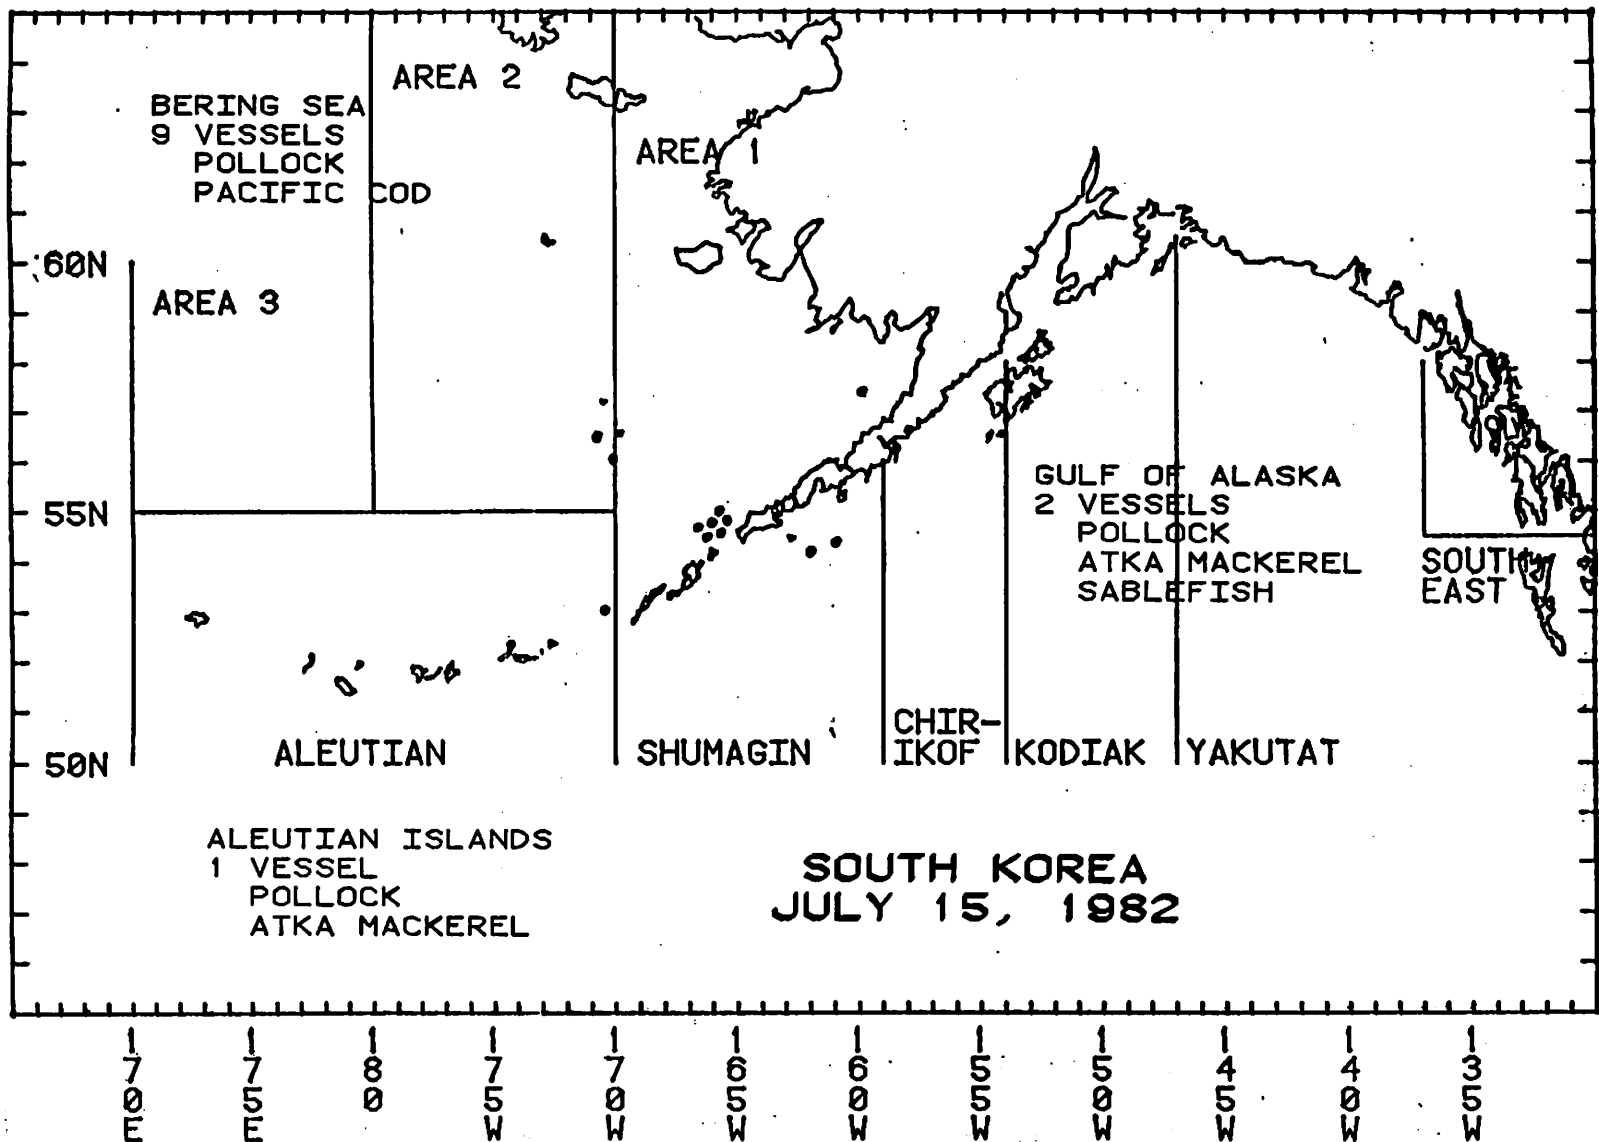 AREA 2
BERING SEA
9 VESSELS
POLLOCK
PACIFIC COD
AREA 1
60N
AREA 3
GULF OF ALASKA
2 VESSELS
POLLOCK
ATKA MACKEREL
SABLEFISH
55N
SOUTH
EAST
CHIR-
IKOF
50N
ALEUTIAN
SHUMAGIN
KODIAK
YAKUTAT
ALEUTIAN ISLANDS
1 VESSEL
POLLOCK
ATKA MACKEREL
SOUTH KOREA
JULY 15, 1982
170E
175E
180
175W
170W
165W
160W
155W
150W
145W
140W
135W